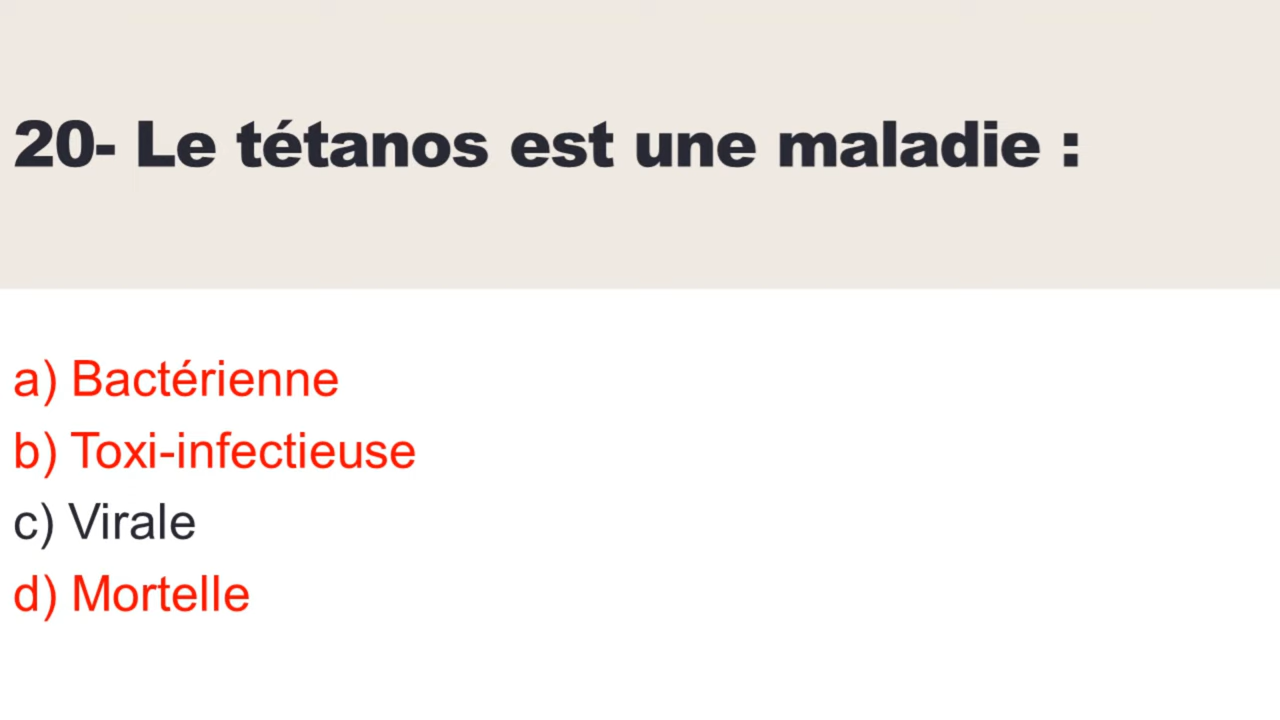 20- Le tétanos est une maladie :
a) Bactérienne
b) Toxi-infectieuse
c) Virale
d) Mortelle